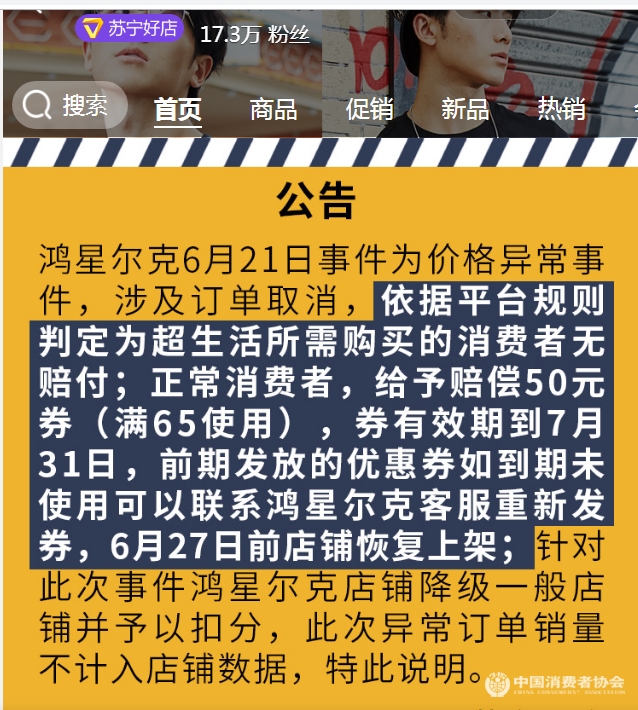 苏宁好店
17.3万 粉丝
搜索 首页 商品 促销 新品 热销
公告
鸿星尔克6月21日事件为价格异常事
件，涉及订单取消，依据平台规则
判定为超生活所需购买的消费者无
赔付；正常消费者，给予赔偿50元
券（满65使用），券有效期到7月
31日，前期发放的优惠券如到期未
使用可以联系鸿星尔克客服重新发
券，6月27日前店铺恢复上架；针对
此次事件鸿星尔克店铺降级一般店
铺并予以扣分，此次异常订单销量
不计入店铺数据，特此说明。
中国消费者协会
CHINA CONSUMERS' ASSOCIATION